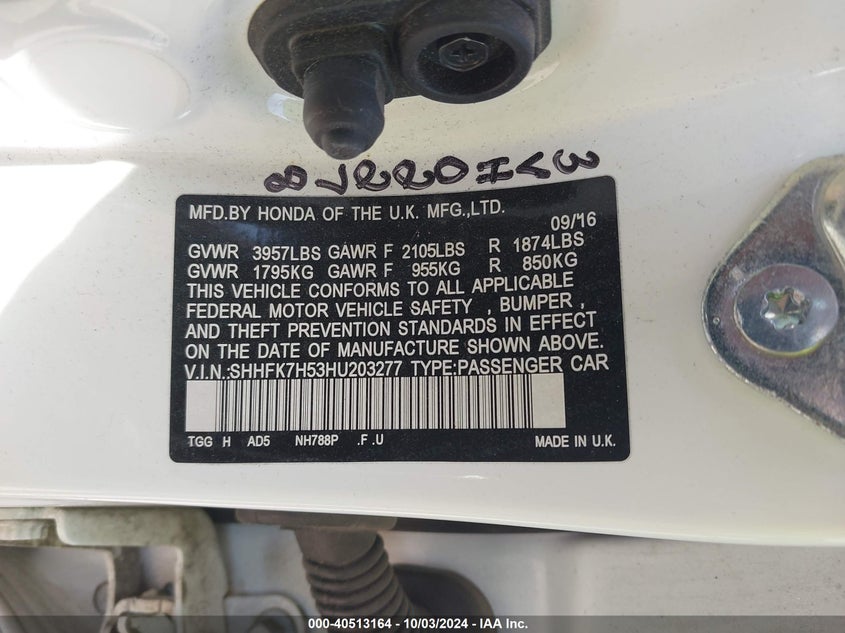 MFD.BY HONDA OF THE U.K. MFG.,LTD.
09/16
GVWR 3957LBS GAWR F 2105LBS R 1874LBS
GVWR 1795KG GAWR F 955KG R 850KG
THIS VEHICLE CONFORMS TO ALL APPLICABLE
FEDERAL MOTOR VEHICLE SAFETY , BUMPER ,
AND THEFT PREVENTION STANDARDS IN EFFECT
ON THE DATE OF MANUFACTURE SHOWN ABOVE.
V.I.N.:SHHFK7H53HU203277 TYPE:PASSENGER CAR
TGG H AD5 NH788P .F .U MADE IN U.K.
000-40513164 - 10/03/2024 - IAA Inc.